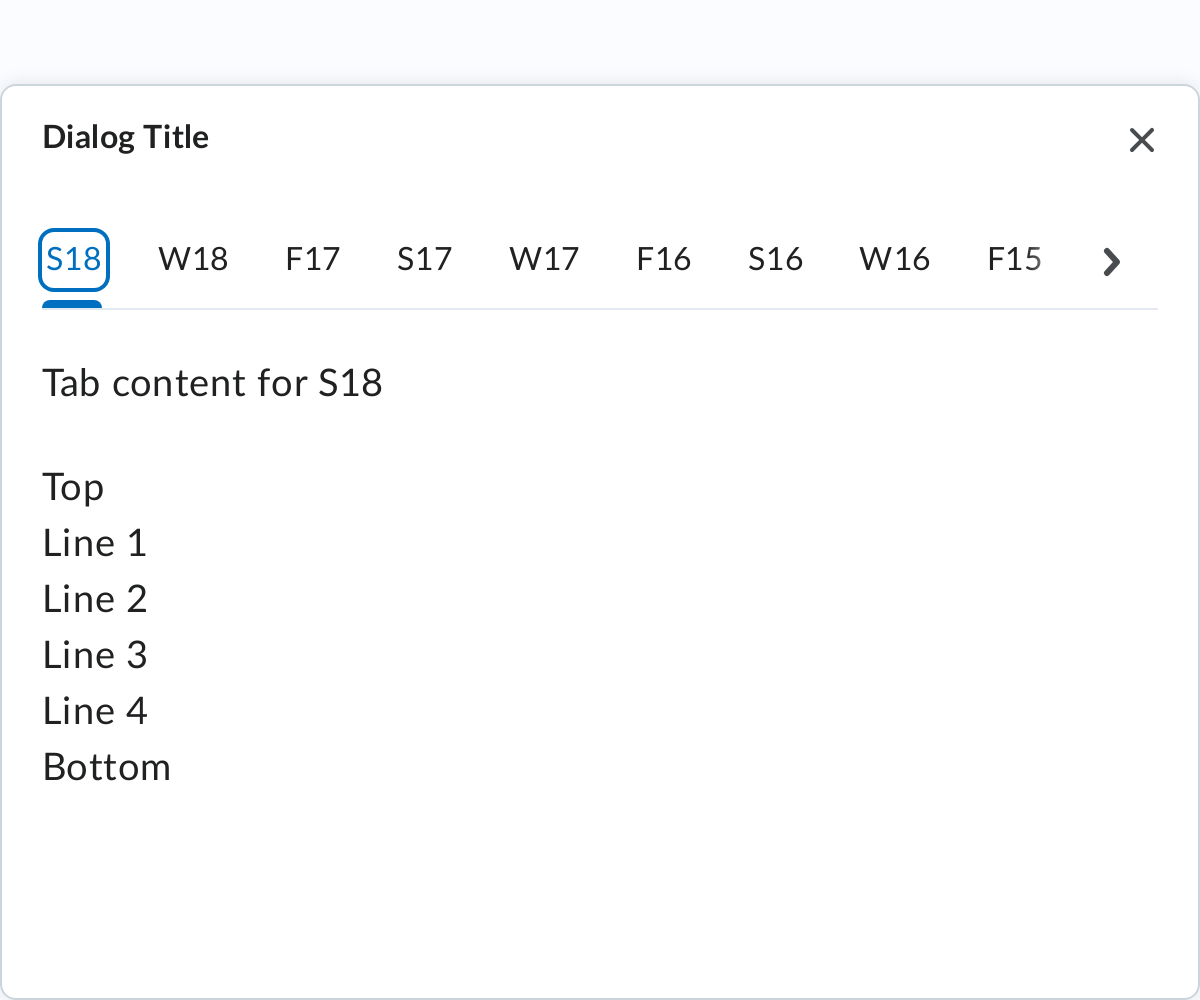 Dialog Title
S18 W18 F17 S17 W17 F16 S16 W16 F15
Tab content for S18
Top
Line 1
Line 2
Line 3
Line 4
Bottom